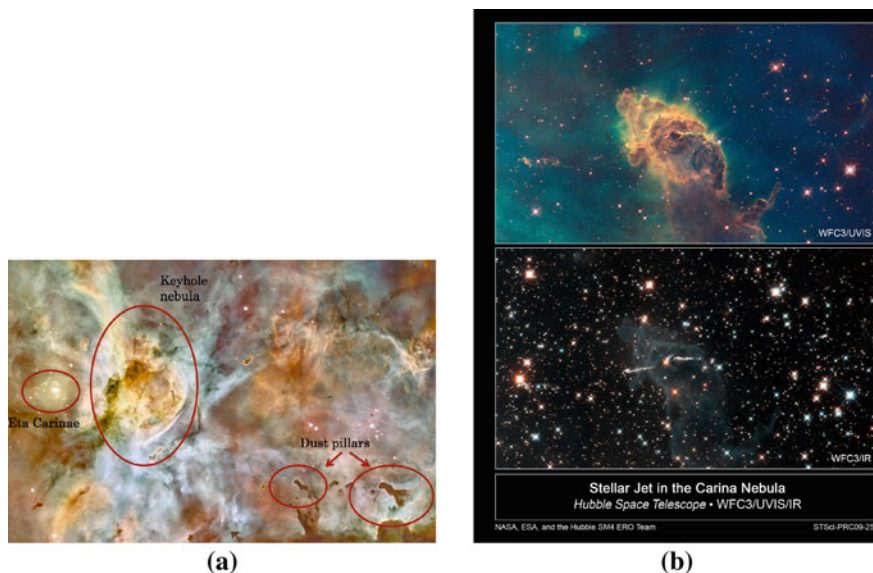 Keyhole
nebula
Eta Carinae
Dust pillars
(a)
WFC3/UVIS
WFC3/IR
Stellar Jet in the Carina Nebula
Hubble Space Telescope • WFC3/UVIS/IR
NASA, ESA, and the Hubble SM4 ERO Team
STScI-PRC09-25
(b)